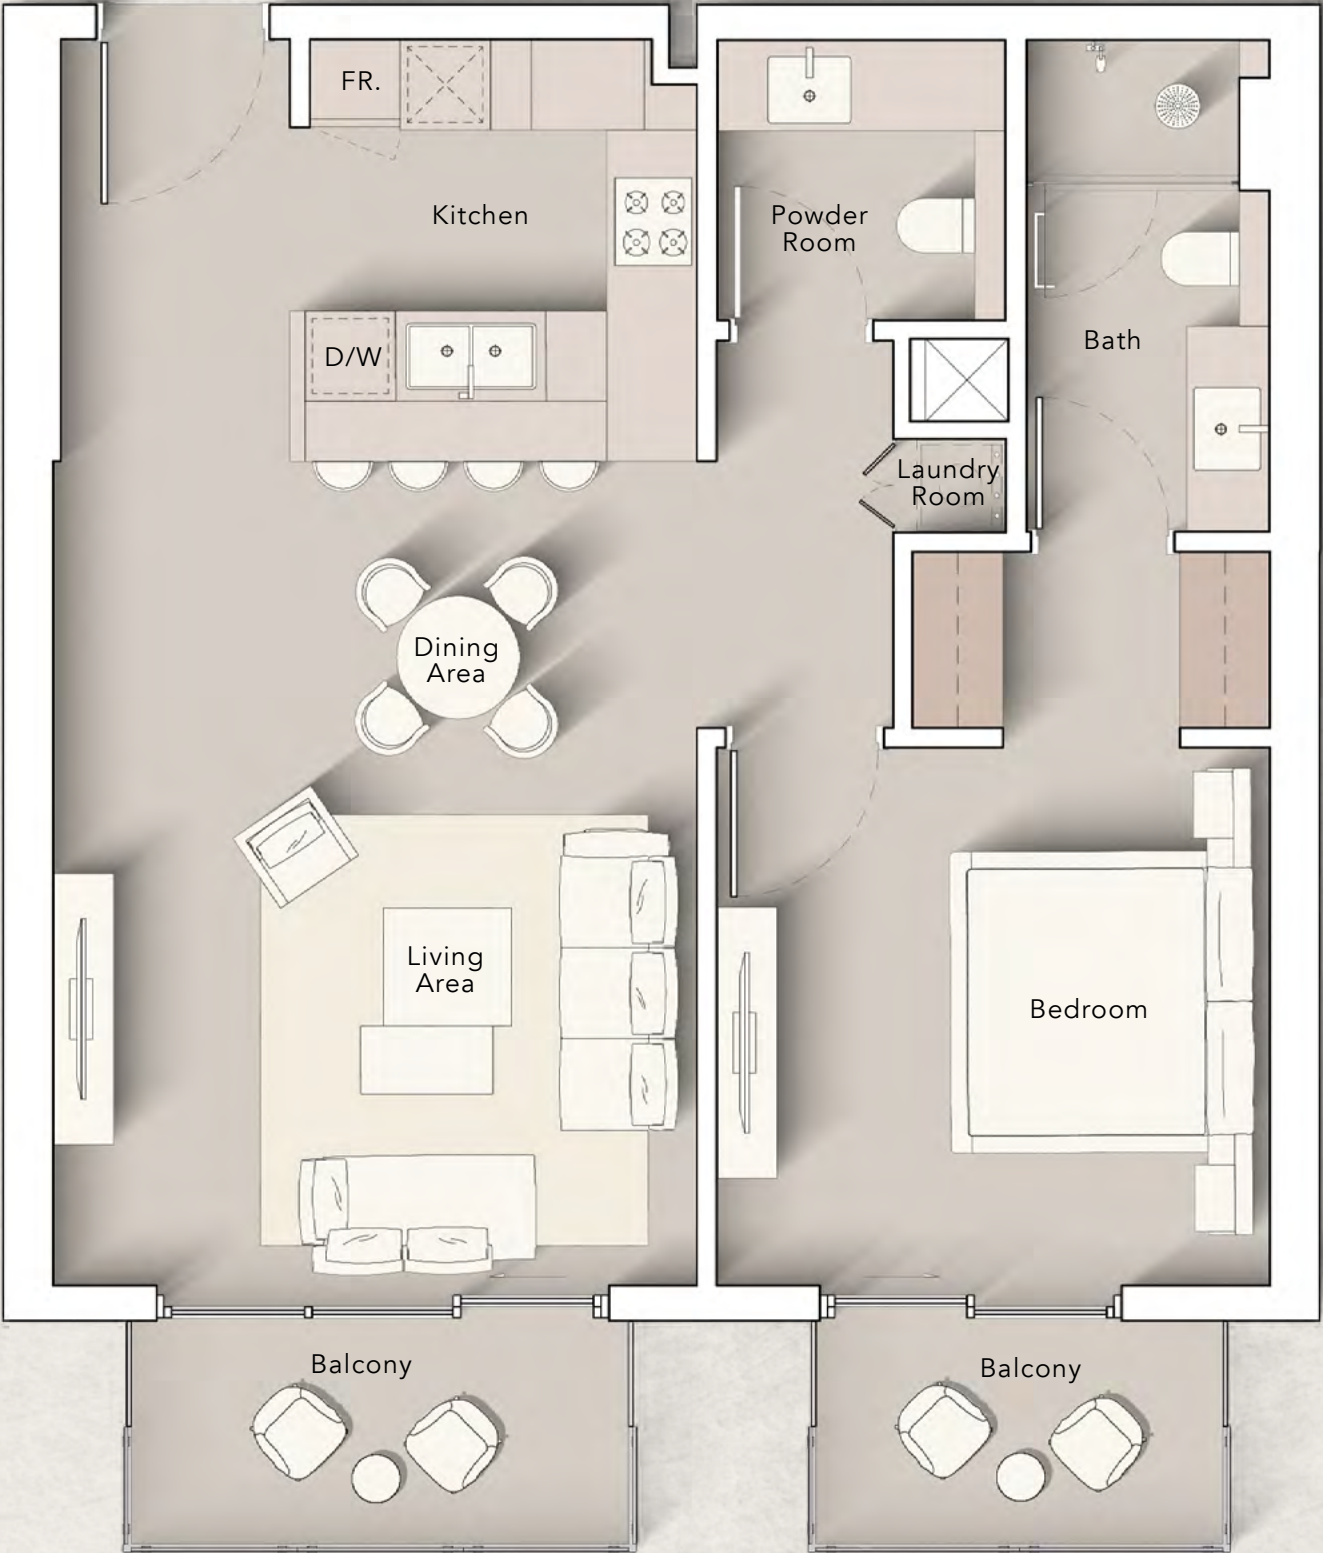 FR.
Kitchen
Powder
Room
D/W
Bath
Laundry
Room
Dining
Area
Living
Area
Bedroom
Balcony
Balcony